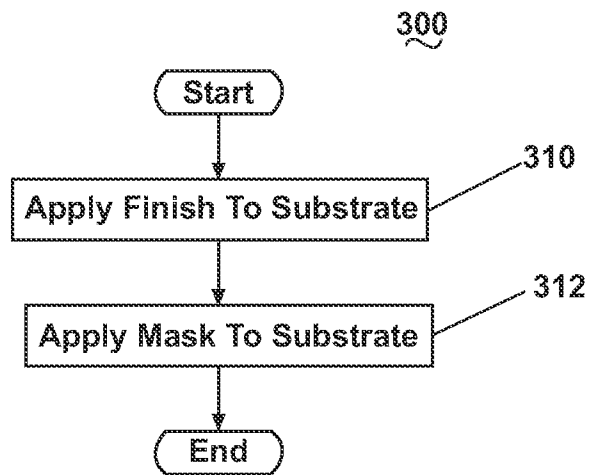 300
Start
Apply Finish To Substrate
310
Apply Mask To Substrate
312
End